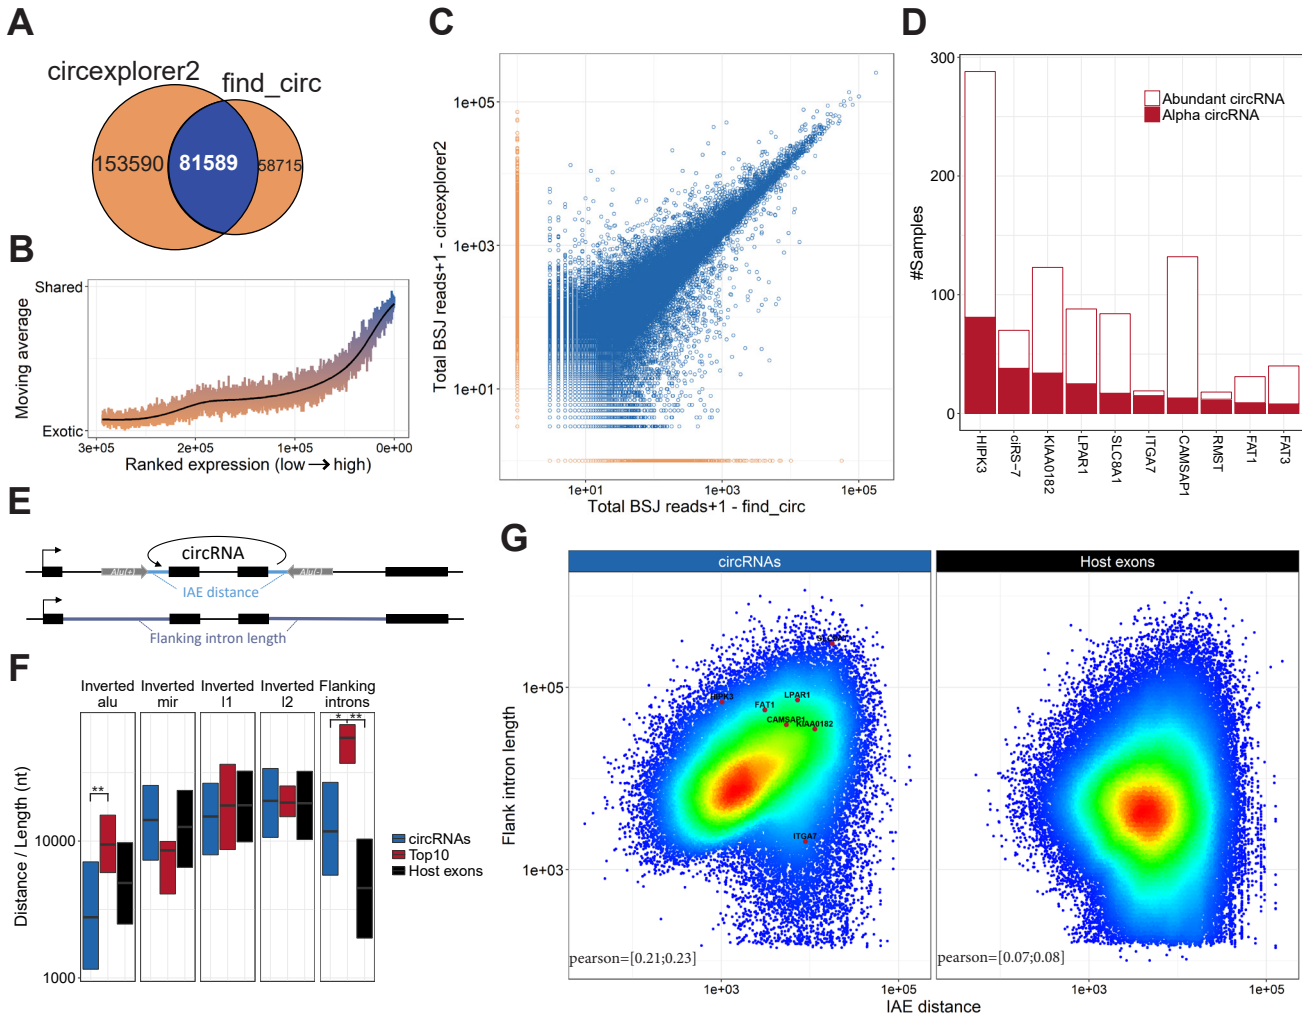 A
circexplorer2
find_circ
153590
81589
58715
B
Shared
Exotic
Moving average
3e+05
2e+05
1e+05
0e+00
Ranked expression (low → high)
C
1e+05
1e+03
1e+01
Total BSJ reads+1 - circexplorer2
1e+01
1e+03
1e+05
Total BSJ reads+1 - find_circ
D
300
200
100
0
#Samples
Abundant circRNA
Alpha circRNA
HIPK3
ciRS-7
KIAA0182
LPAR1
SLC8A1
ITGA7
CAMSAP1
RMST
FAT1
FAT3
E
circRNA
Alu(+)
Alu(-)
IAE distance
Flanking intron length
F
Inverted alu
Inverted mir
Inverted l1
Inverted l2
Flanking introns
**
*
**
10000
1000
Distance / Length (nt)
circRNAs
Top10
Host exons
G
circRNAs
Host exons
1e+05
1e+03
Flank intron length
HIPK3
FAT1
LPAR1
CAMSAP1
KIAA0182
ITGA7
pearson=[0.21;0.23]
pearson=[0.07;0.08]
1e+03
1e+05
1e+03
1e+05
IAE distance